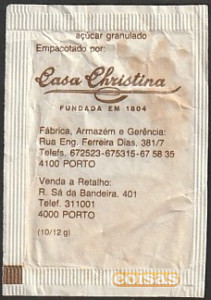 açúcar granulado
Empacotado por:
Casa Christina
FUNDADA EM 1804
Fábrica, Armazém e Gerência:
Rua Eng. Ferreira Dias, 381/7
Telefs. 672523-675315-67 58 35
4100 PORTO
Venda a Retalho:
R. Sá da Bandeira, 401
Telef. 311001
4000 PORTO
(10/12 g)
coisas